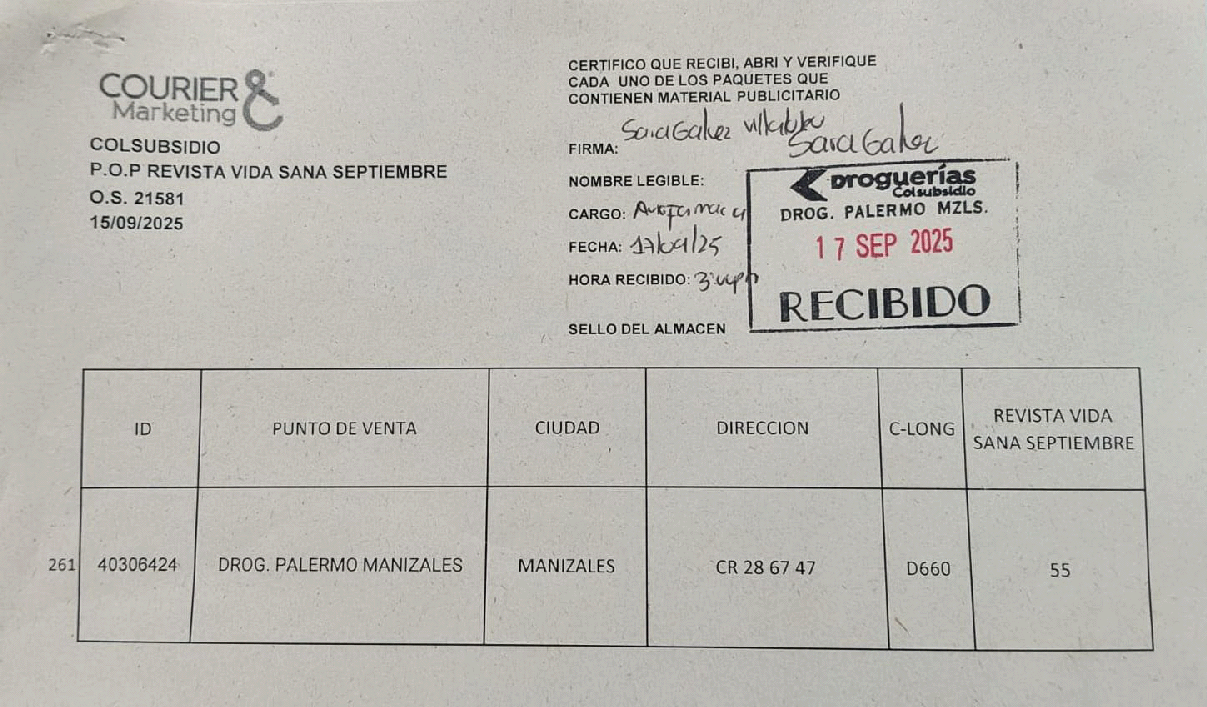 COURIER &
Marketing
COLSUBSIDIO
P.O.P REVISTA VIDA SANA SEPTIEMBRE
O.S. 21581
15/09/2025
CERTIFICO QUE RECIBI, ABRI Y VERIFIQUE
CADA UNO DE LOS PAQUETES QUE
CONTIENEN MATERIAL PUBLICITARIO
FIRMA: Sara Galvez
NOMBRE LEGIBLE:
CARGO:
FECHA: 17/09/25
HORA RECIBIDO:
SELLO DEL ALMACEN
Droguerías
Colsubsidio
DROG. PALERMO MZLS.
17 SEP 2025
RECIBIDO
ID PUNTO DE VENTA CIUDAD DIRECCION C-LONG REVISTA VIDA SANA SEPTIEMBRE
261 40306424 DROG. PALERMO MANIZALES MANIZALES CR 28 67 47 D660 55